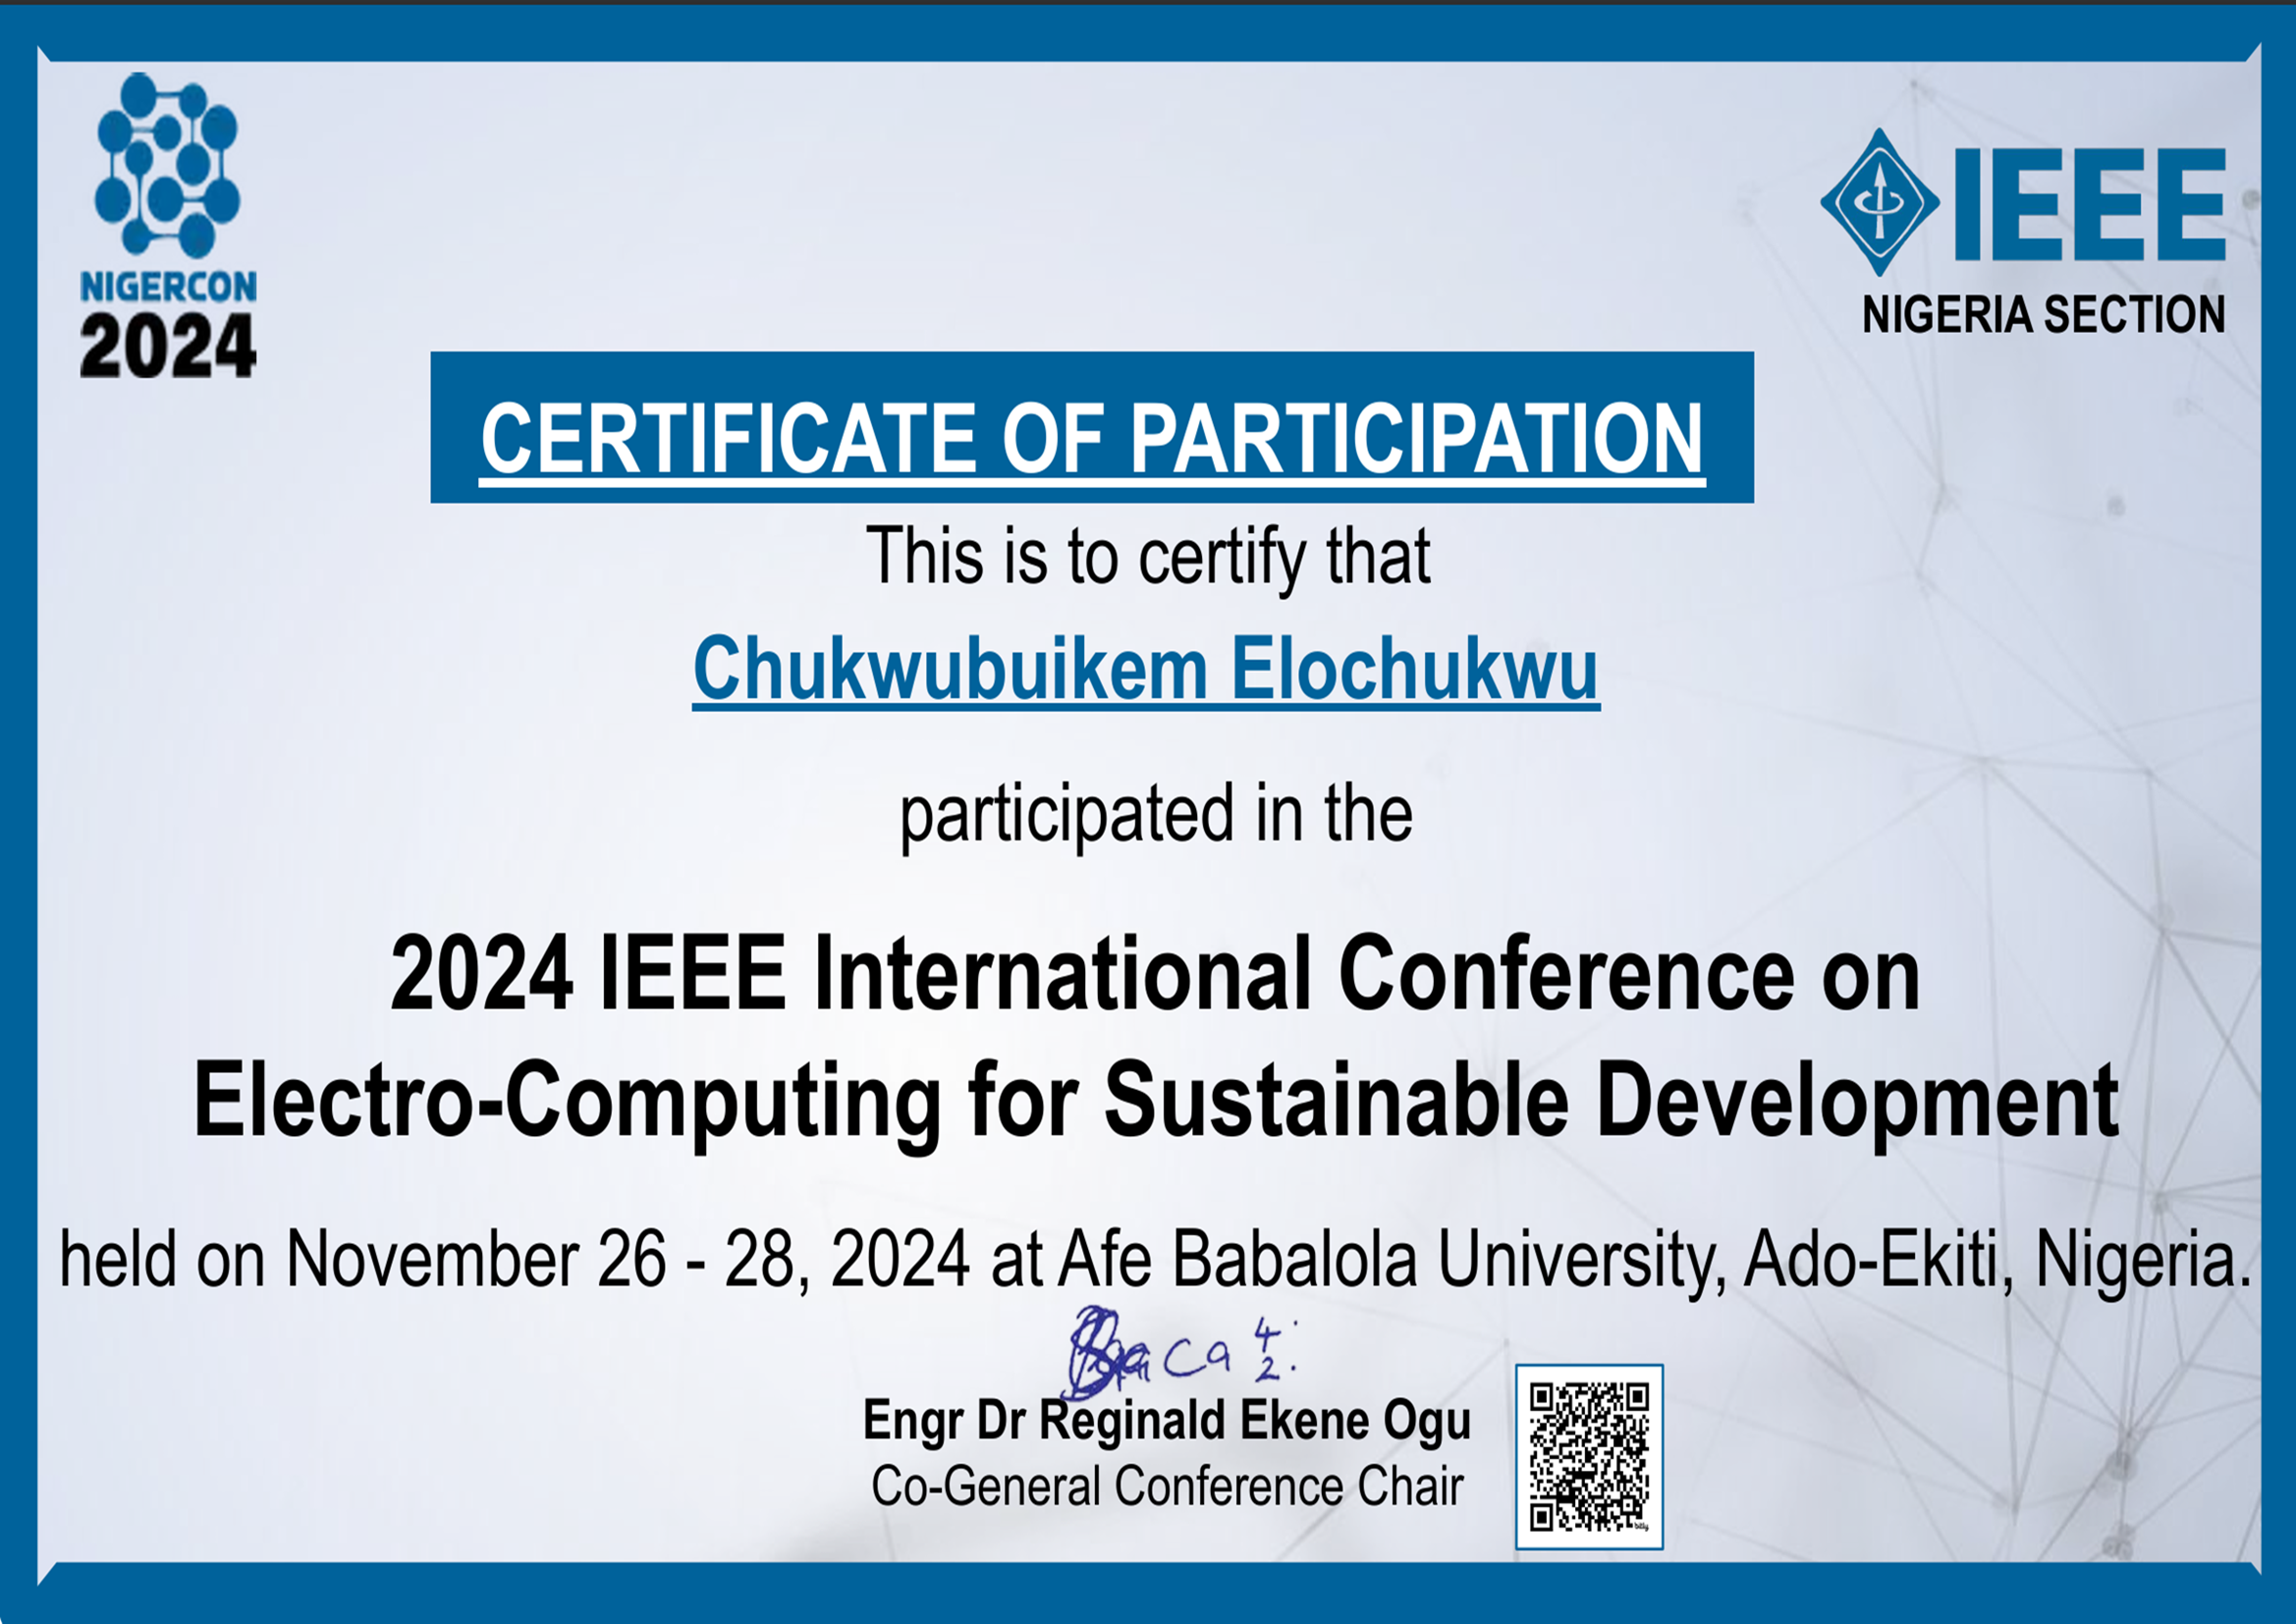 NIGERCON
2024
IEEE
NIGERIA SECTION
CERTIFICATE OF PARTICIPATION
This is to certify that
Chukwubuikem Elochukwu
participated in the
2024 IEEE International Conference on
Electro-Computing for Sustainable Development
held on November 26 - 28, 2024 at Afe Babalola University, Ado-Ekiti, Nigeria.
Engr Dr Reginald Ekene Ogu
Co-General Conference Chair
bitly